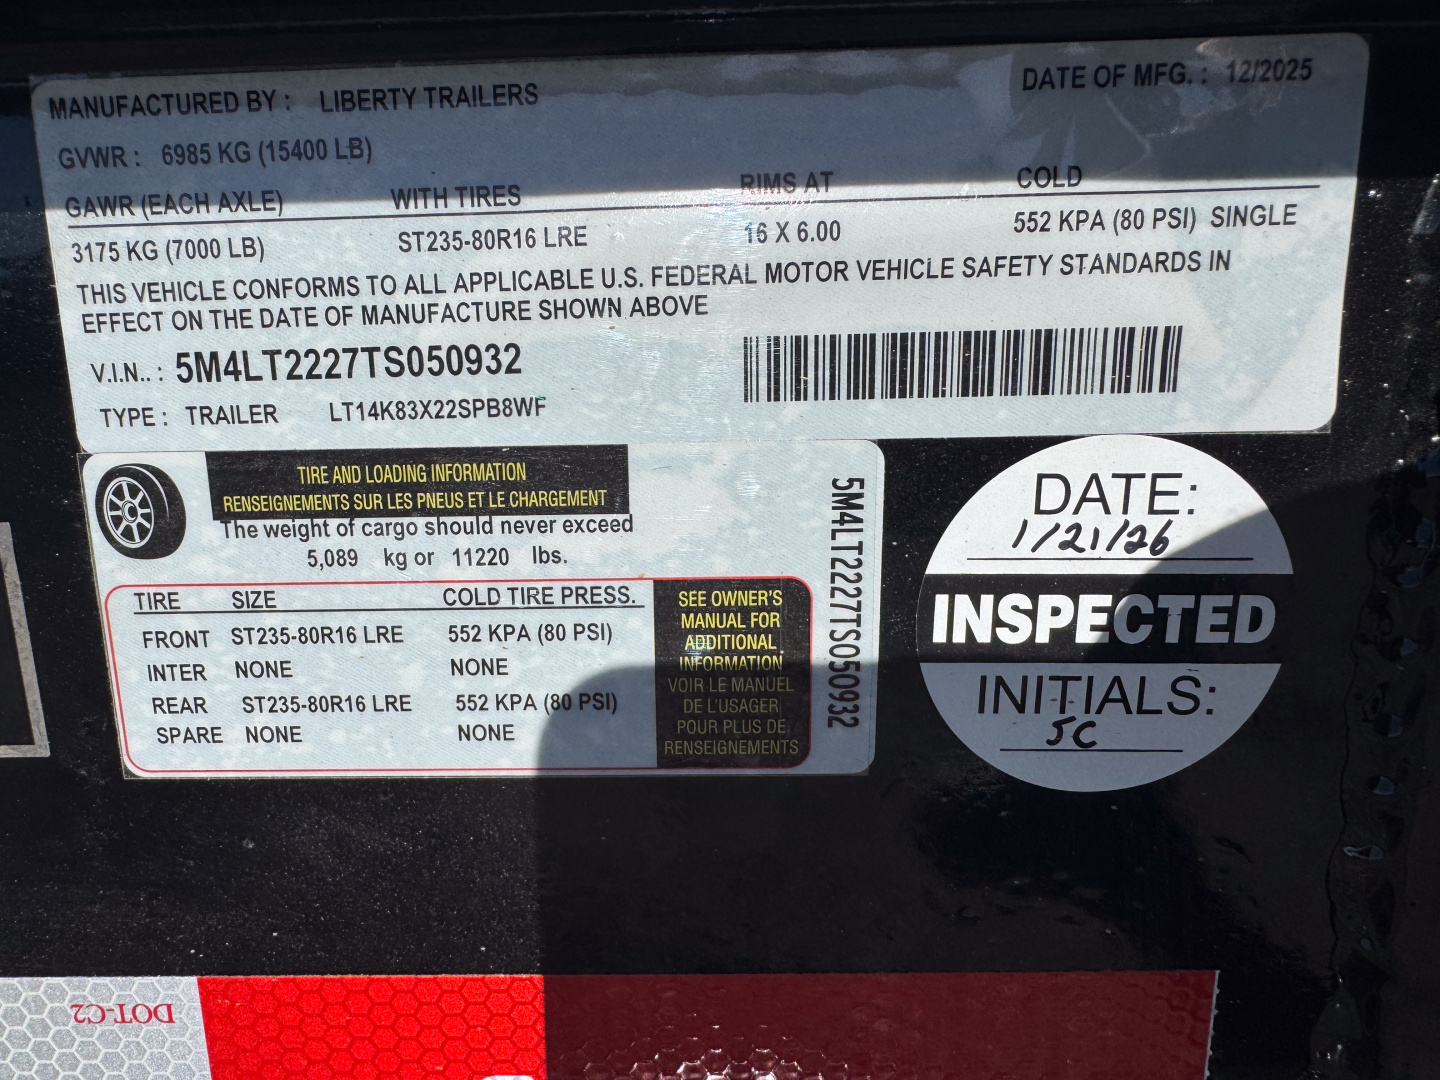 MANUFACTURED BY : LIBERTY TRAILERS DATE OF MFG. : 12/2025
GVWR : 6985 KG (15400 LB)
GAWR (EACH AXLE) WITH TIRES RIMS AT COLD
3175 KG (7000 LB) ST235-80R16 LRE 16 X 6.00 552 KPA (80 PSI) SINGLE
THIS VEHICLE CONFORMS TO ALL APPLICABLE U.S. FEDERAL MOTOR VEHICLE SAFETY STANDARDS IN
EFFECT ON THE DATE OF MANUFACTURE SHOWN ABOVE
V.I.N.. : 5M4LT2227TS050932
TYPE : TRAILER LT14K83X22SPB8WF
TIRE AND LOADING INFORMATION
RENSEIGNEMENTS SUR LES PNEUS ET LE CHARGEMENT
The weight of cargo should never exceed
5,089 kg or 11220 lbs.
TIRE SIZE COLD TIRE PRESS.
FRONT ST235-80R16 LRE 552 KPA (80 PSI)
INTER NONE NONE
REAR ST235-80R16 LRE 552 KPA (80 PSI)
SPARE NONE NONE
SEE OWNER'S
MANUAL FOR
ADDITIONAL
INFORMATION
VOIR LE MANUEL
DE L'USAGER
POUR PLUS DE
RENSEIGNEMENTS
5M4LT2227TS050932
DATE:
1/21/26
INSPECTED
INITIALS:
JC
DOT-C2